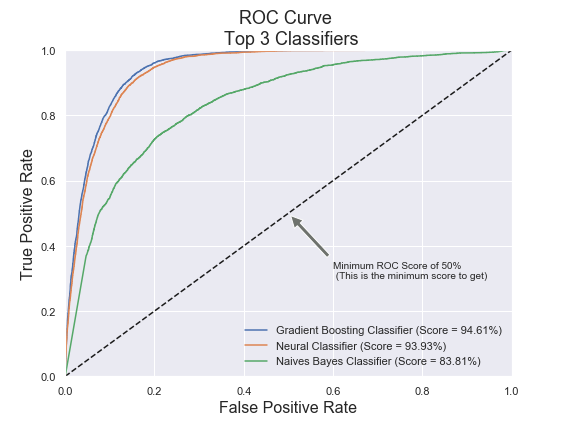 ROC Curve
Top 3 Classifiers
1.0
0.8
0.6
0.4
0.2
0.0
True Positive Rate
Minimum ROC Score of 50%
(This is the minimum score to get)
Gradient Boosting Classifier (Score = 94.61%)
Neural Classifier (Score = 93.93%)
Naives Bayes Classifier (Score = 83.81%)
0.0 0.2 0.4 0.6 0.8 1.0
False Positive Rate